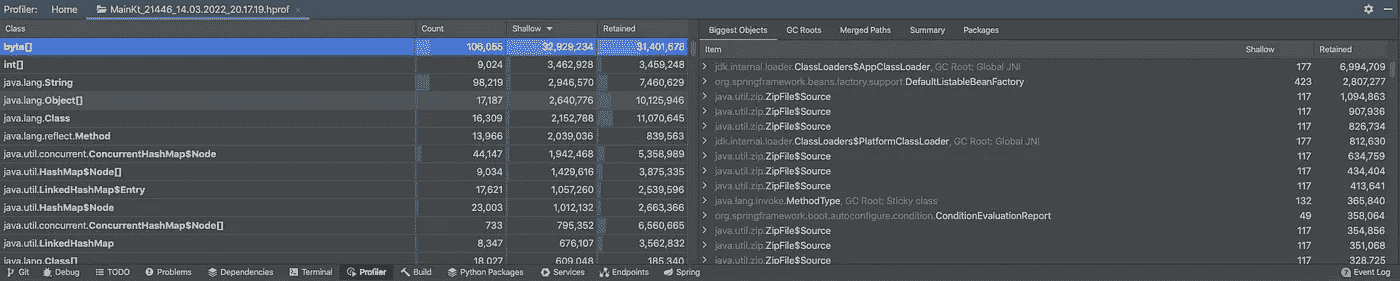 Profiler: Home MainKt_21446_14.03.2022_20.17.19.hprof
Class Count Shallow Retained
byte[] 106,055 32,929,234 31,401,678
int[] 9,024 3,462,928 3,459,248
java.lang.String 98,219 2,946,570 7,460,629
java.lang.Object[] 17,187 2,640,776 10,125,946
java.lang.Class 16,309 2,152,788 11,070,645
java.lang.reflect.Method 13,966 2,039,036 839,563
java.util.concurrent.ConcurrentHashMap$Node 44,147 1,942,468 5,358,989
java.util.HashMap$Node[] 9,034 1,429,616 3,875,335
java.util.LinkedHashMap$Entry 17,621 1,057,260 2,539,596
java.util.HashMap$Node 23,003 1,012,132 2,663,366
java.util.concurrent.ConcurrentHashMap$Node[] 733 795,352 6,560,665
java.util.LinkedHashMap 8,347 676,107 3,562,832
java.lang.Class[] 18,027 609,048 185,340
Biggest Objects GC Roots Merged Paths Summary Packages
Item Shallow Retained
jdk.internal.loader.ClassLoaders$AppClassLoader, GC Root: Global JNI 177 6,994,709
org.springframework.beans.factory.support.DefaultListableBeanFactory 423 2,807,277
java.util.zip.ZipFile$Source 117 1,094,863
java.util.zip.ZipFile$Source 117 907,936
java.util.zip.ZipFile$Source 117 826,734
jdk.internal.loader.ClassLoaders$PlatformClassLoader, GC Root: Global JNI 177 812,630
java.util.zip.ZipFile$Source 117 634,759
java.util.zip.ZipFile$Source 117 434,404
java.util.zip.ZipFile$Source 117 413,641
java.lang.invoke.MethodType, GC Root: Sticky class 132 365,840
org.springframework.boot.autoconfigure.condition.ConditionEvaluationReport 49 358,064
java.util.zip.ZipFile$Source 117 354,856
java.util.zip.ZipFile$Source 117 351,068
java.util.zip.ZipFile$Source 117 328,725
Git Debug TODO Problems Dependencies Terminal Profiler Build Python Packages Services Endpoints Spring 7 Event Log